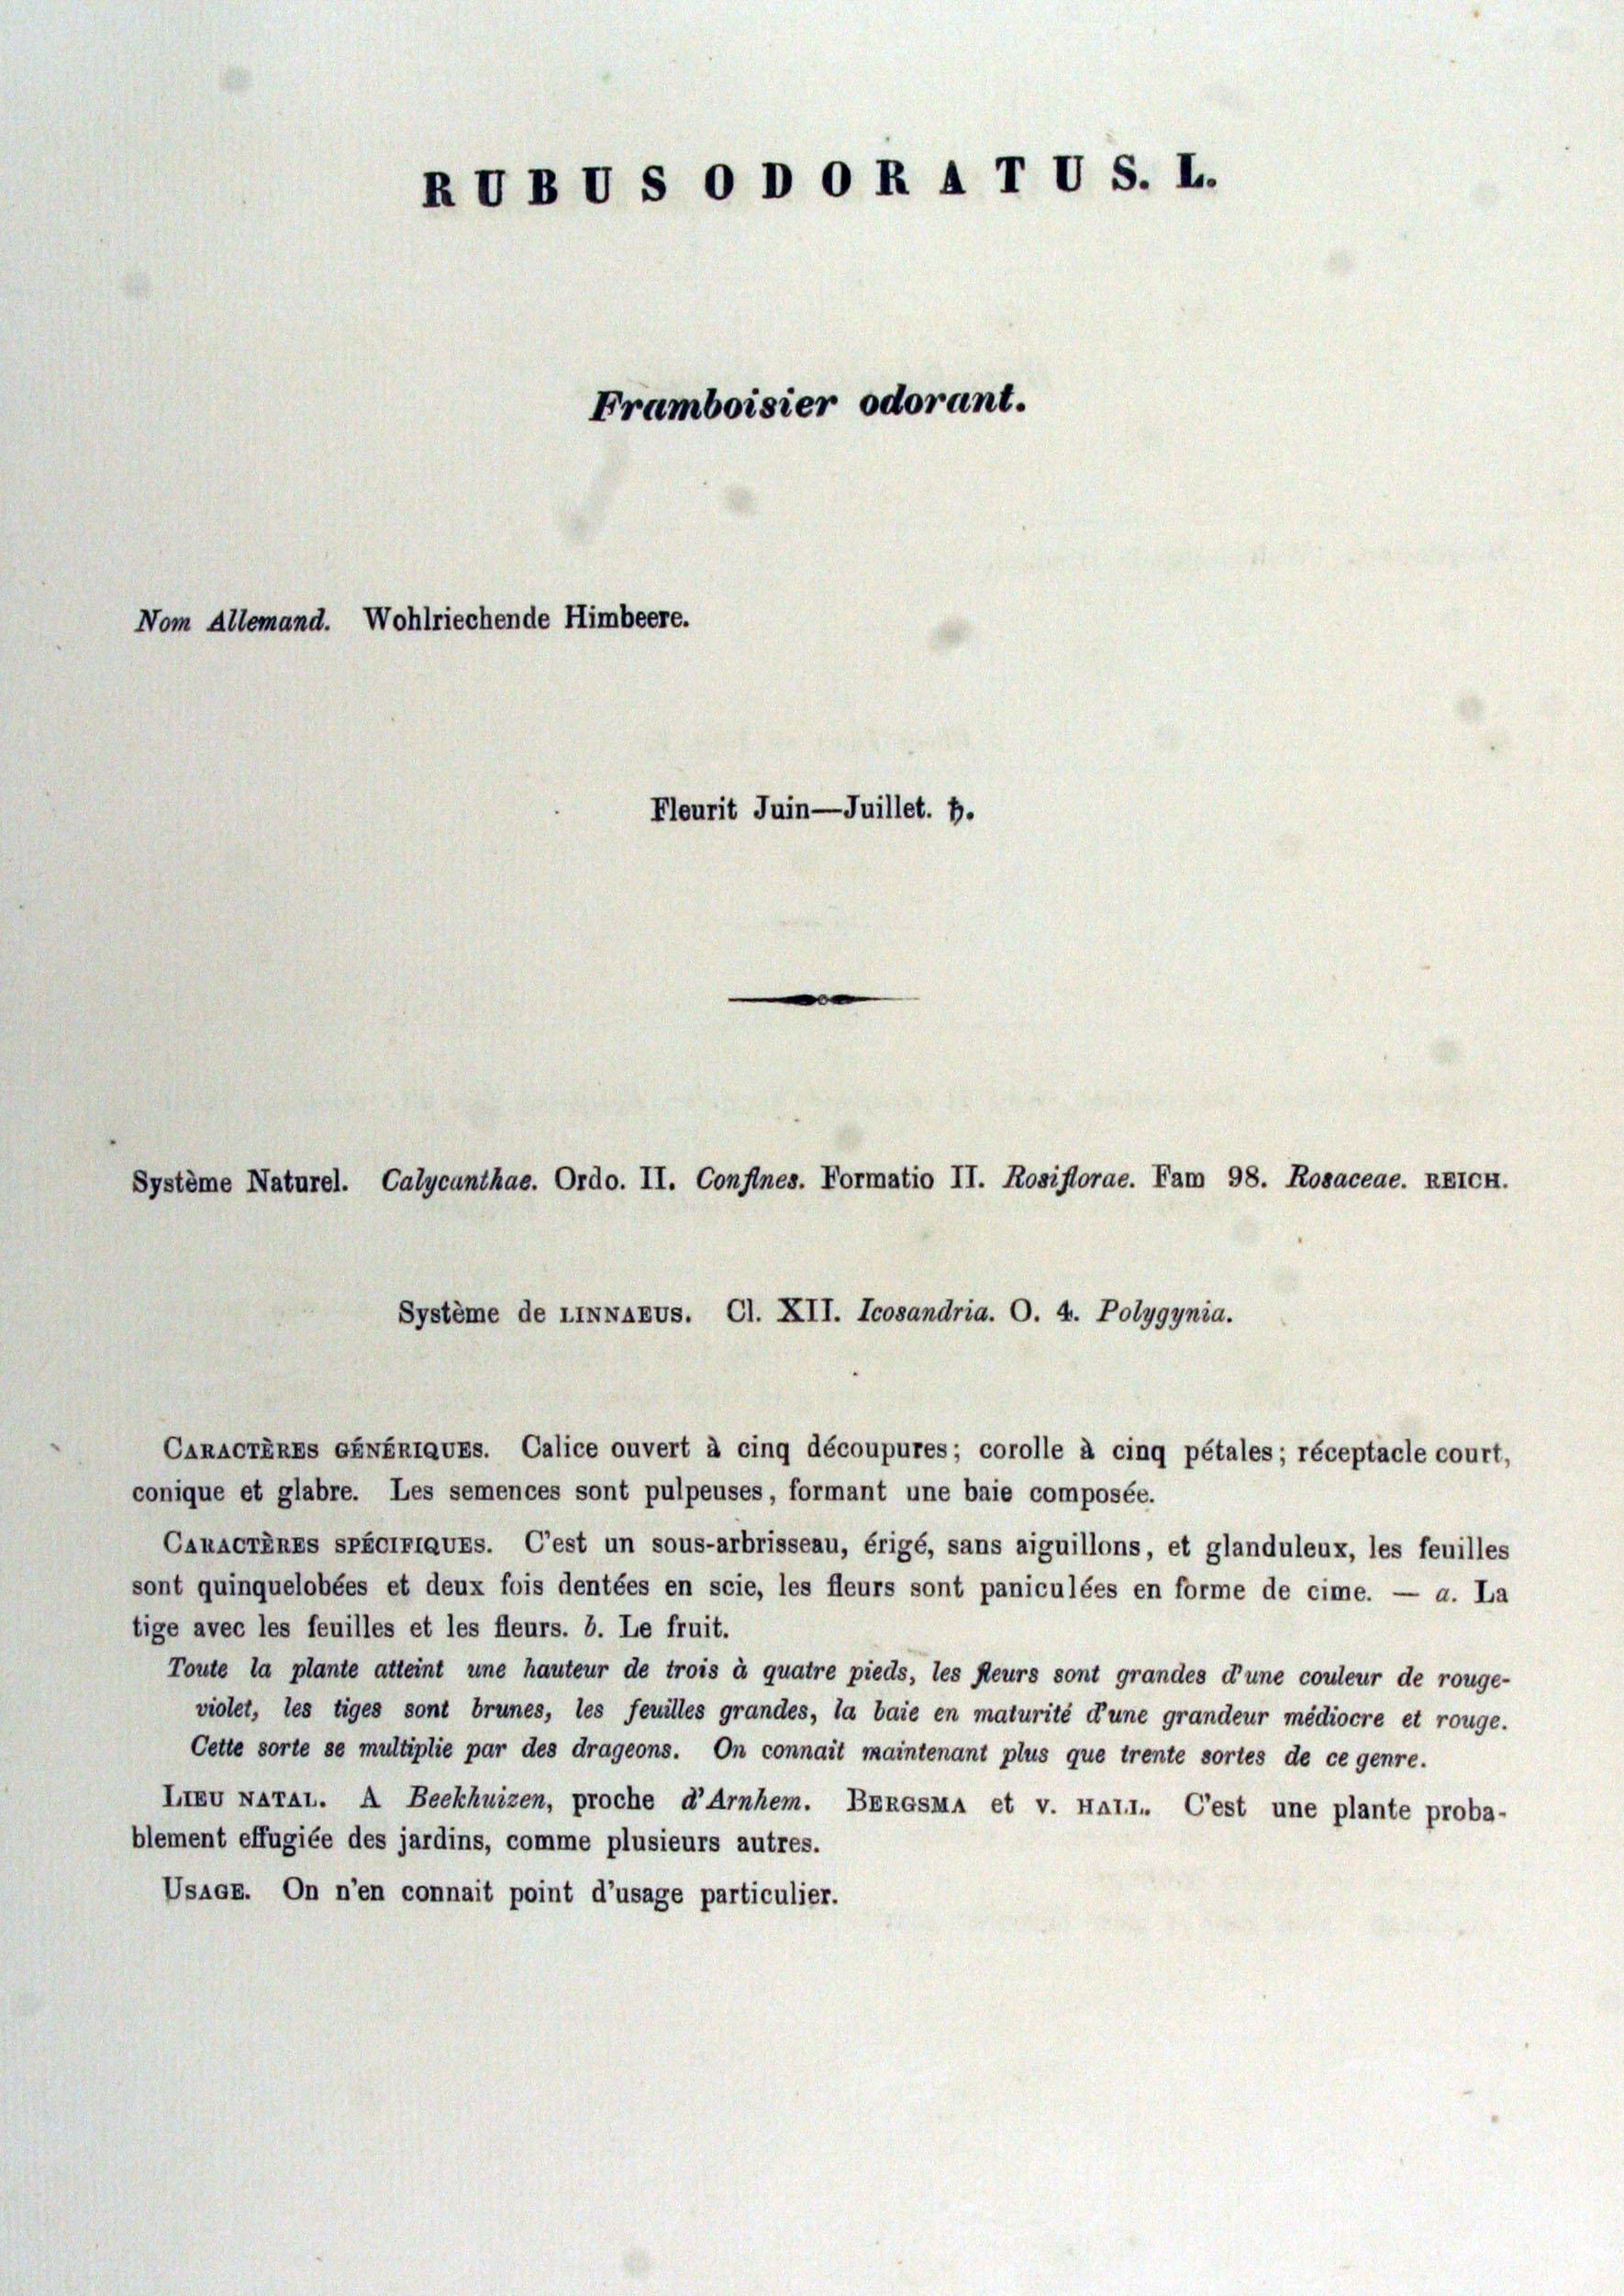 RUBUS ODORATUS. L.
Framboisier odorant.
Nom Allemand. Wohlriechende Himbeere.
Fleurit Juin—Juillet. ♄.
Système Naturel. Calycanthae. Ordo. II. Confines. Formatio II. Rosiflorae. Fam 98. Rosaceae. REICH.
Système de LINNAEUS. Cl. XII. Icosandria. O. 4. Polygynia.
CARACTÈRES GÉNÉRIQUES. Calice ouvert à cinq découpures; corolle à cinq pétales; réceptacle court,
conique et glabre. Les semences sont pulpeuses, formant une baie composée.
CARACTÈRES SPÉCIFIQUES. C'est un sous-arbrisseau, érigé, sans aiguillons, et glanduleux, les feuilles
sont quinquelobées et deux fois dentées en scie, les fleurs sont paniculées en forme de cime. — a. La
tige avec les feuilles et les fleurs. b. Le fruit.
Toute la plante atteint une hauteur de trois à quatre pieds, les fleurs sont grandes d'une couleur de rouge-
violet, les tiges sont brunes, les feuilles grandes, la baie en maturité d'une grandeur médiocre et rouge.
Cette sorte se multiplie par des drageons. On connait maintenant plus que trente sortes de ce genre.
LIEU NATAL. A Beekhuizen, proche d'Arnhem. BERGSMA et V. HALL. C'est une plante proba-
blement effugiée des jardins, comme plusieurs autres.
USAGE. On n'en connait point d'usage particulier.